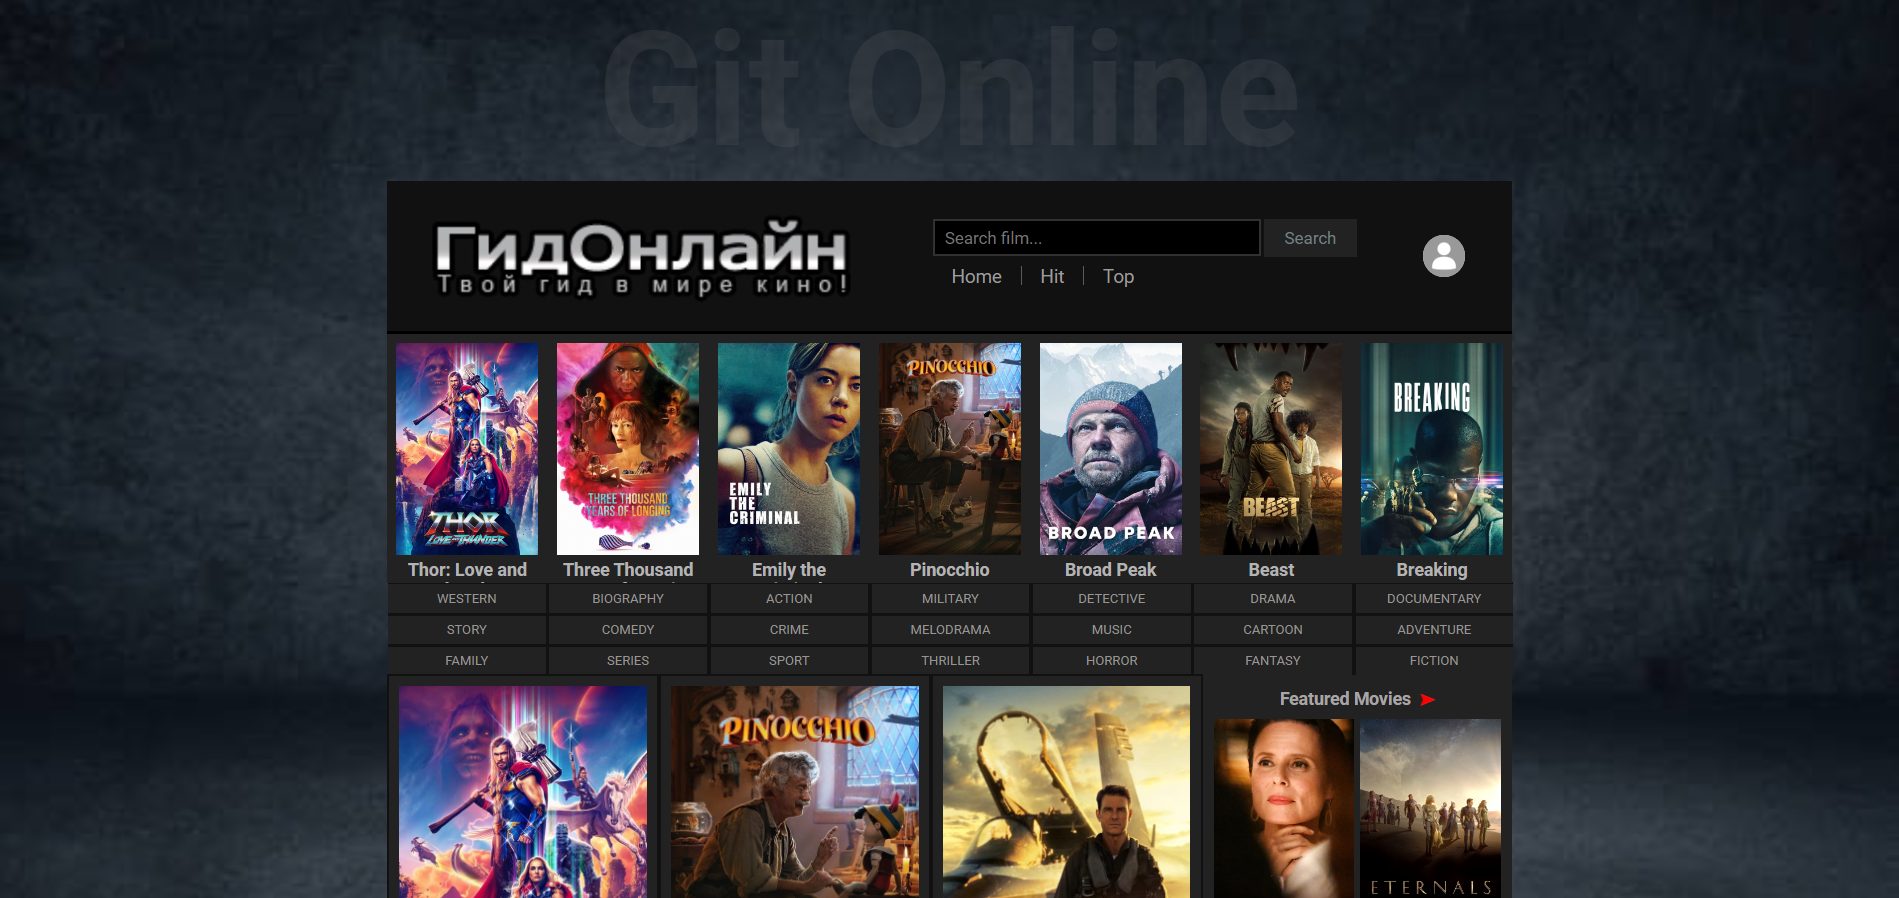 Git Online
ГидОнлайн
Твой гид в мире кино!
Search film...
Search
Home
Hit
Top
THOR
LOVE AND THUNDER
THREE THOUSAND
YEARS OF LONGING
EMILY
THE
CRIMINAL
PINOCCHIO
BROAD PEAK
BEAST
BREAKING
Thor: Love and
Three Thousand
Emily the
Pinocchio
Broad Peak
Beast
Breaking
WESTERN
BIOGRAPHY
ACTION
MILITARY
DETECTIVE
DRAMA
DOCUMENTARY
STORY
COMEDY
CRIME
MELODRAMA
MUSIC
CARTOON
ADVENTURE
FAMILY
SERIES
SPORT
THRILLER
HORROR
FANTASY
FICTION
PINOCCHIO
Featured Movies
ETERNALS